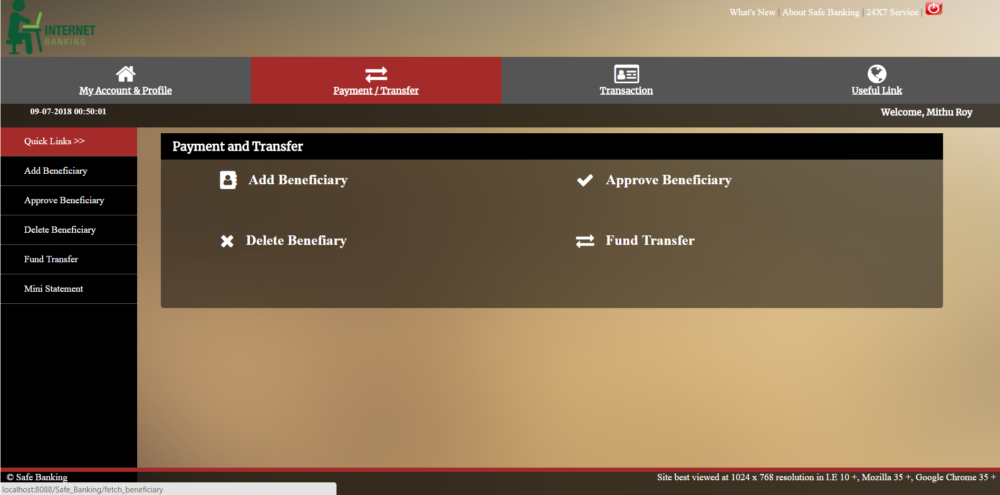 What's New | About Safe Banking | 24X7 Service |
INTERNET
BANKING
My Account & Profile
Payment / Transfer
Transaction
Useful Link
09-07-2018 00:50:01
Welcome, Mithu Roy
Quick Links >>
Add Beneficiary
Approve Beneficiary
Delete Beneficiary
Fund Transfer
Mini Statement
Payment and Transfer
Add Beneficiary
Approve Beneficiary
Delete Benefiary
Fund Transfer
© Safe Banking
Site best viewed at 1024 x 768 resolution in I.E 10 +, Mozilla 35 +, Google Chrome 35 +
localhost:8088/Safe_Banking/fetch_beneficiary